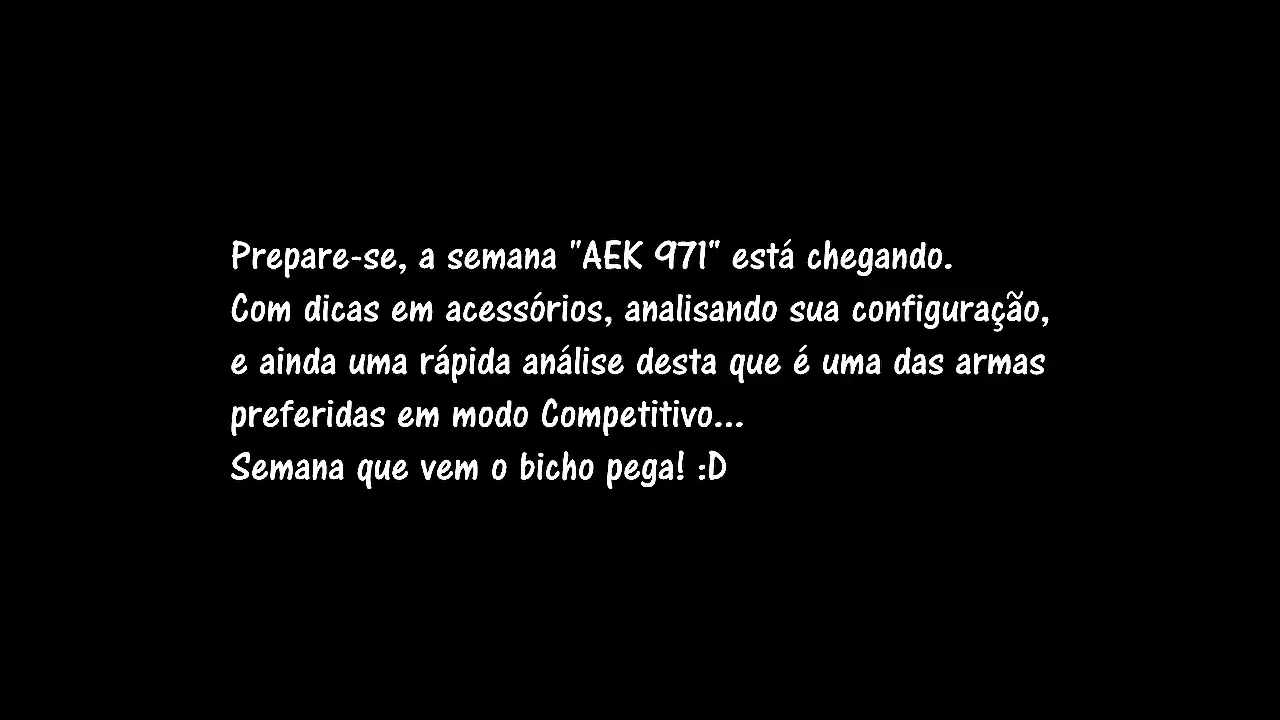 Prepare-se, a semana "AEK 971" está chegando.
Com dicas em acessórios, analisando sua configuração,
e ainda uma rápida análise desta que é uma das armas
preferidas em modo Competitivo...
Semana que vem o bicho pega! :D